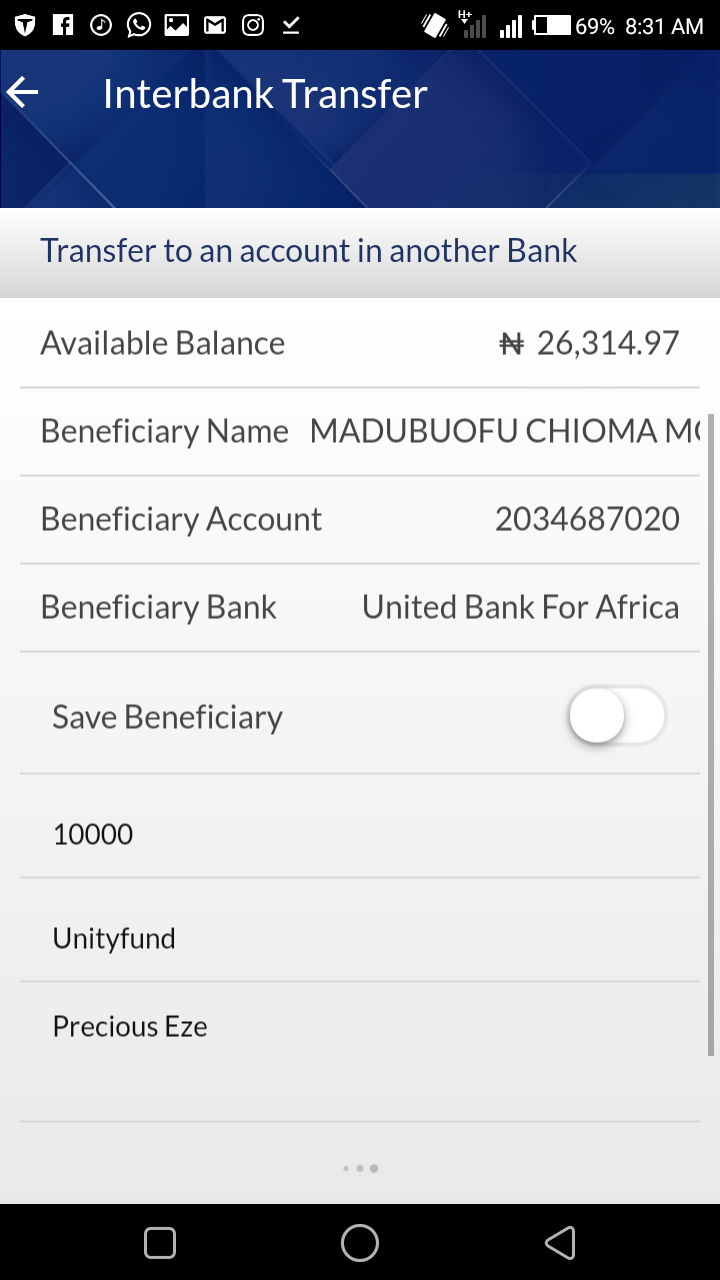 69% 8:31 AM
Interbank Transfer
Transfer to an account in another Bank
Available Balance ₦ 26,314.97
Beneficiary Name MADUBUOFU CHIOMA
Beneficiary Account 2034687020
Beneficiary Bank United Bank For Africa
Save Beneficiary
10000
Unityfund
Precious Eze